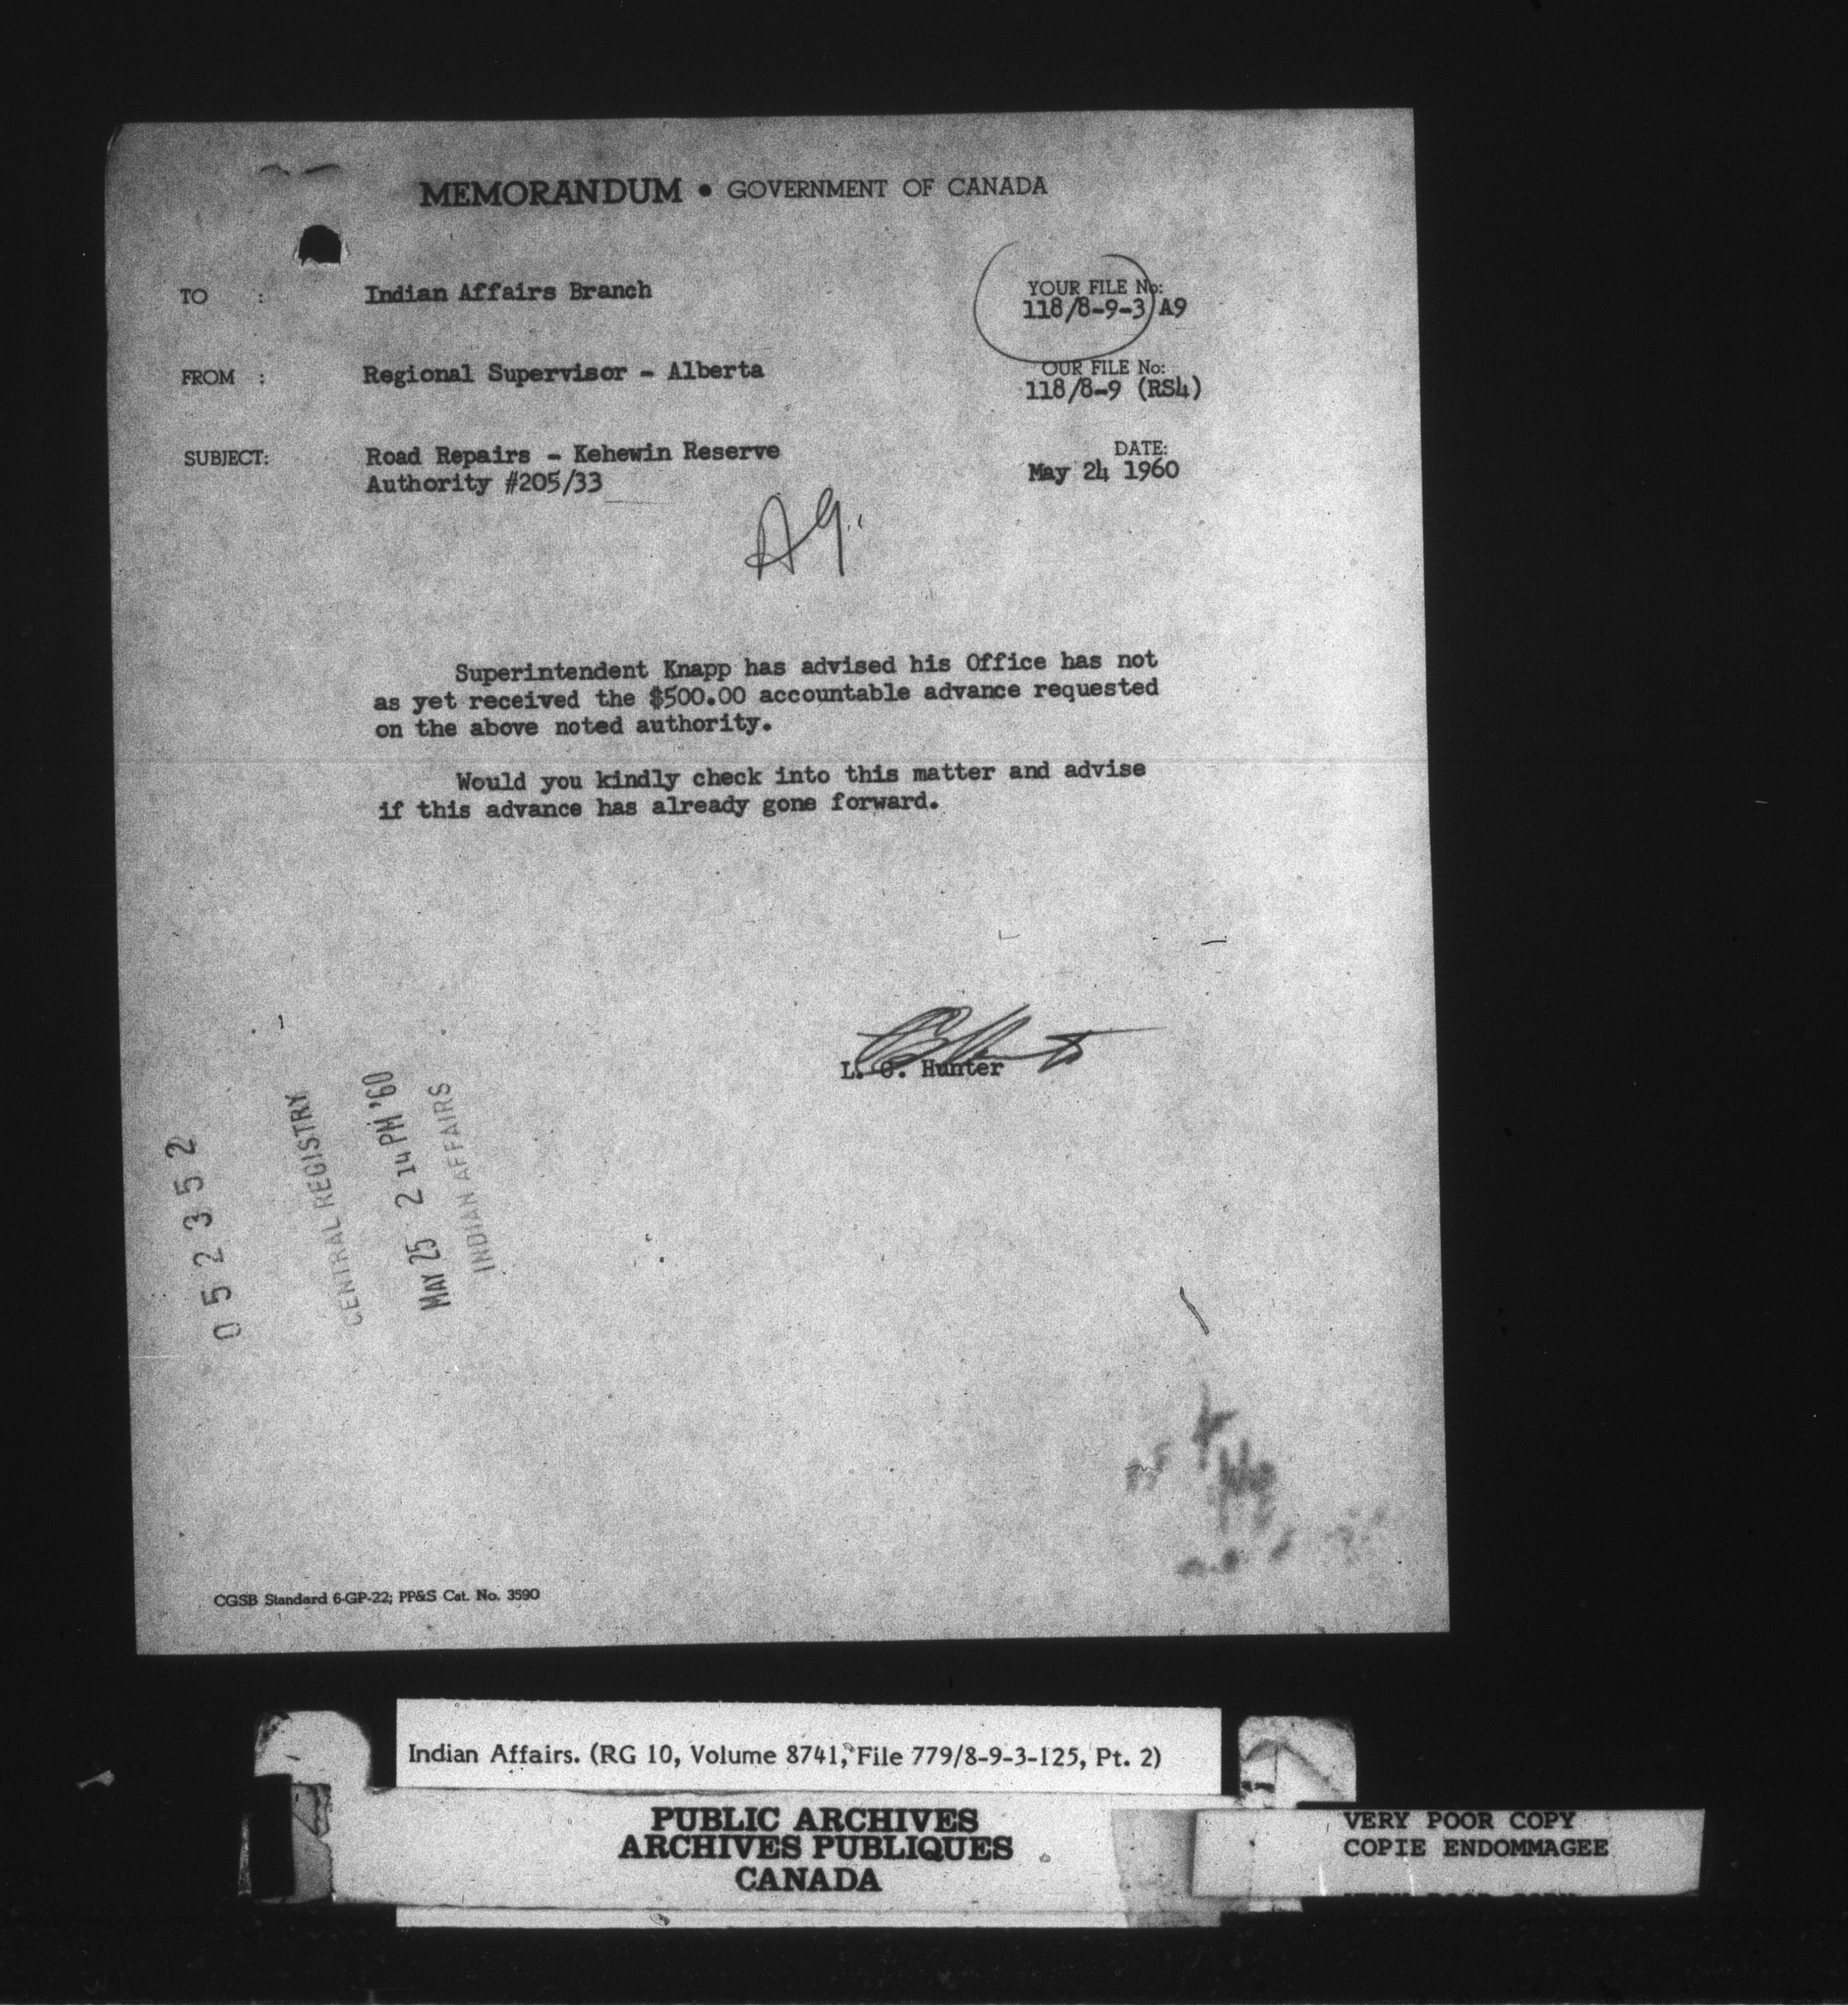 MEMORANDUM • GOVERNMENT OF CANADA
TO : Indian Affairs Branch
YOUR FILE No:
118/8-9-3/A9
FROM : Regional Supervisor - Alberta
OUR FILE No:
118/8-9 (RS4)
SUBJECT: Road Repairs - Kehewin Reserve
Authority #205/33
DATE:
May 24 1960
A9.
Superintendent Knapp has advised his Office has not
as yet received the $500.00 accountable advance requested
on the above noted authority.
Would you kindly check into this matter and advise
if this advance has already gone forward.
L. C. Hunter
052352
CENTRAL REGISTRY
MAY 25 2 14 PM '60
INDIAN AFFAIRS
CGSB Standard 6-GP-22; PP&S Cat. No. 3590
Indian Affairs. (RG 10, Volume 8741, File 779/8-9-3-125, Pt. 2)
PUBLIC ARCHIVES
ARCHIVES PUBLIQUES
CANADA
VERY POOR COPY
COPIE ENDOMMAGEE